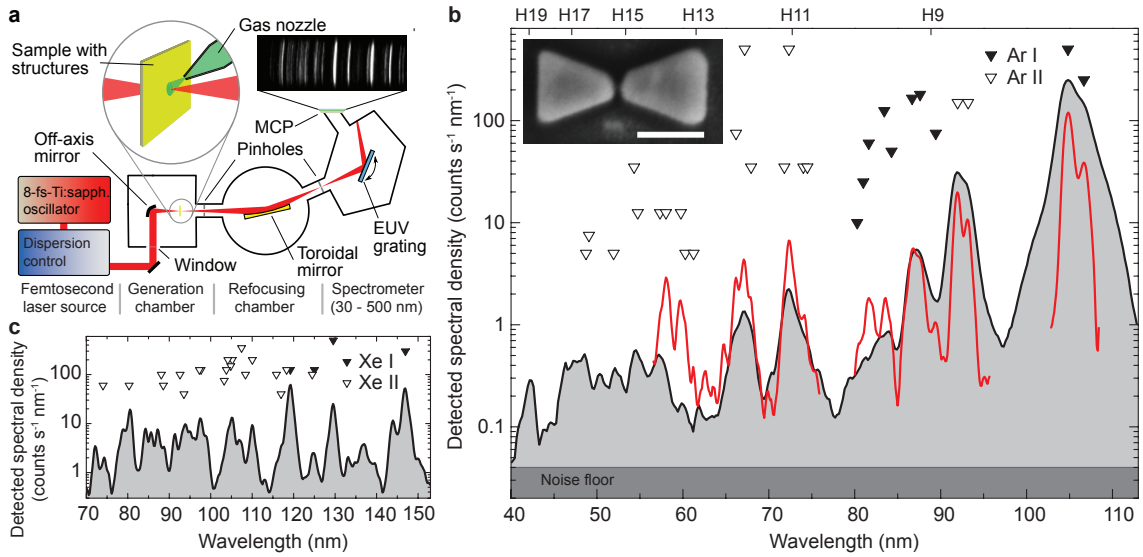 a
Gas nozzle
Sample with
structures
Off-axis
mirror
MCP
Pinholes
8-fs-Ti:sapph.
oscillator
Dispersion
control
Window
Toroidal
mirror
EUV
grating
Femtosecond
laser source
Generation
chamber
Refocusing
chamber
Spectrometer
(30 - 500 nm)
b
H19 H17 H15 H13 H11 H9
Ar I
Ar II
Detected spectral density (counts s⁻¹ nm⁻¹)
100
10
1
0.1
Noise floor
40 50 60 70 80 90 100 110
Wavelength (nm)
c
Xe I
Xe II
Detected spectral density
(counts s⁻¹ nm⁻¹)
100
10
1
70 80 90 100 110 120 130 140 150
Wavelength (nm)